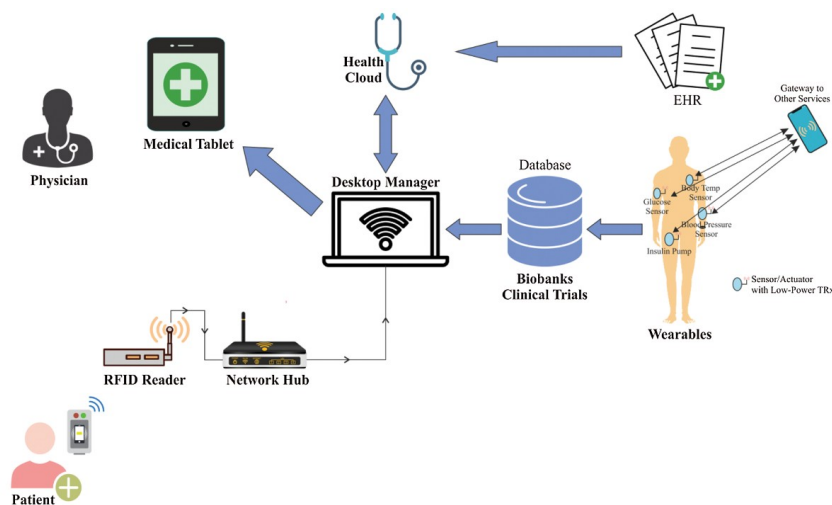 Health
Cloud
EHR
Gateway to
Other Services
Medical Tablet
Physician
Desktop Manager
Database
Body Temp
Sensor
Glucose
Sensor
Blood Pressure
Sensor
Insulin Pump
Biobanks
Clinical Trials
Sensor/Actuator
with Low-Power TRx
Wearables
RFID Reader
Network Hub
Patient